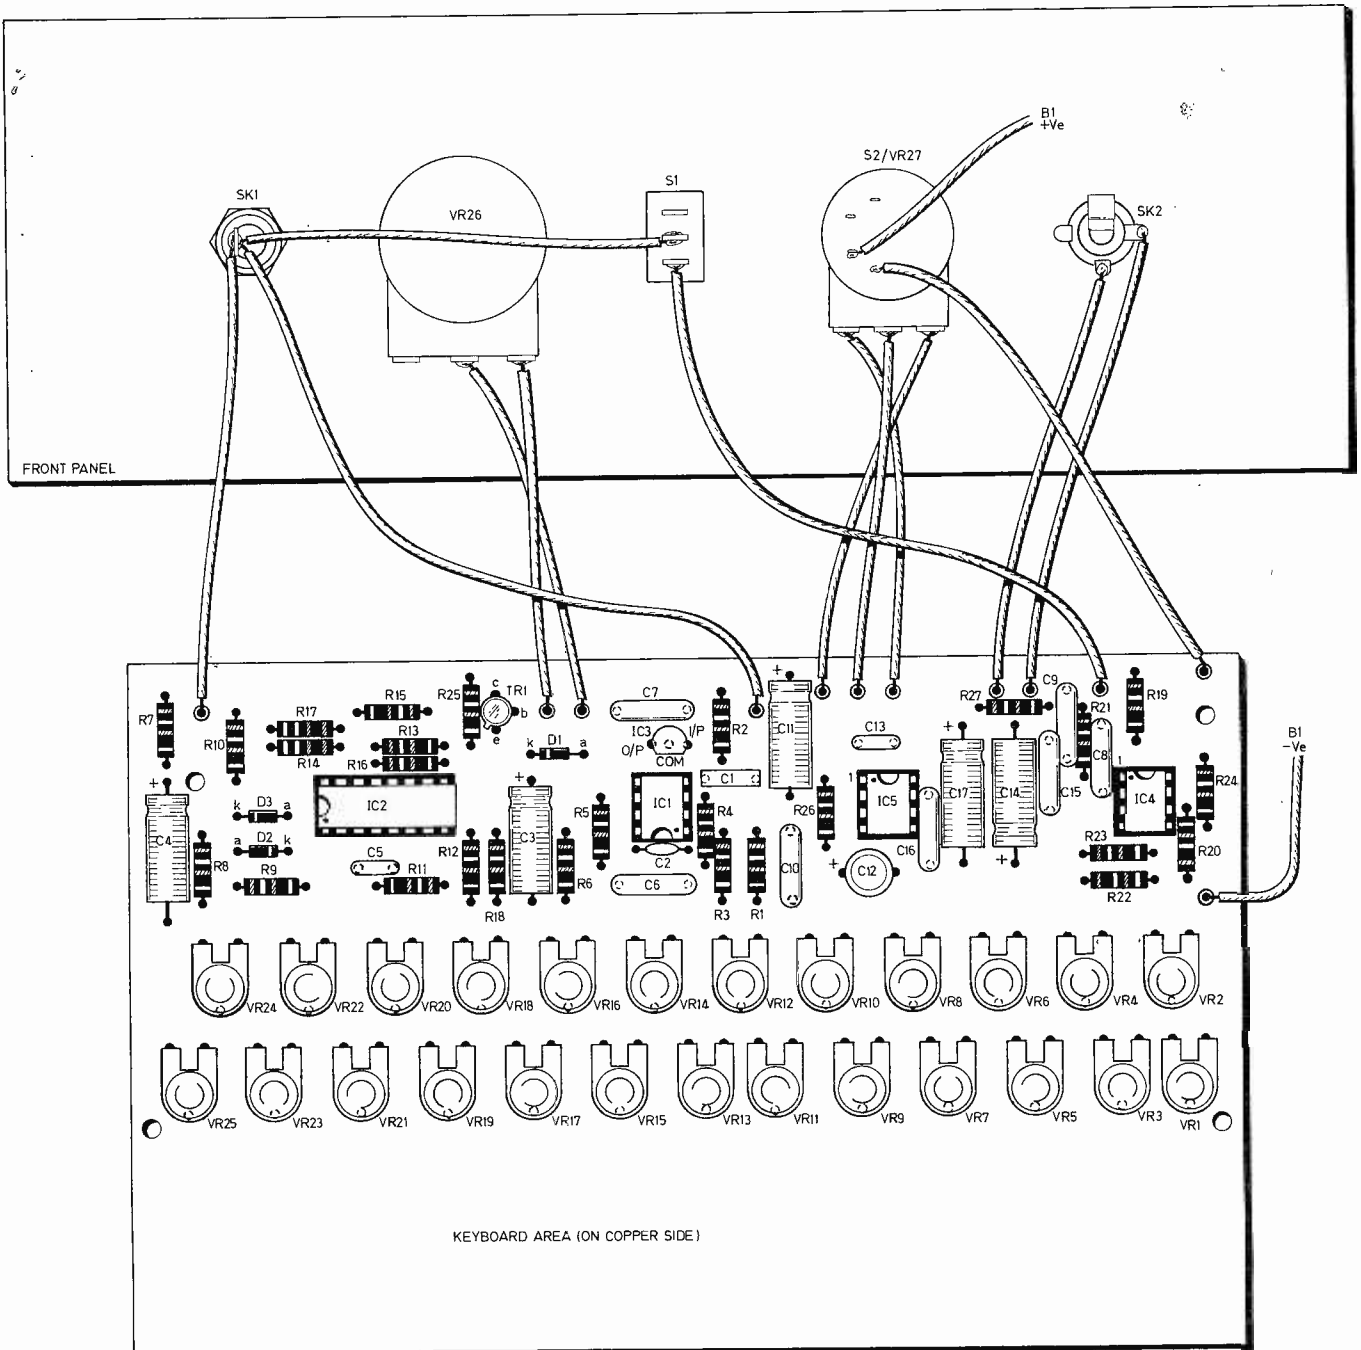 B1
+Ve
S2/VR27
SK1
VR26
S1
SK2
FRONT PANEL
B1
-Ve
R7
R10
R17
R14
R15
R13
R16
R25
TR1
c
b
e
k
D1
a
C7
IC3
I/P
O/P
COM
R2
C11
C13
R27
C9
R21
C8
R19
R24
+
C4
k
D3
a
a
D2
k
R8
R9
IC2
C5
R11
R12
R18
+
C3
R5
R6
IC1
C1
R4
C2
C6
R3
R1
+
C10
R26
1
IC5
+
C12
C16
+
C17
C14
+
C15
1
IC4
R23
R22
R20
VR24
VR22
VR20
VR18
VR16
VR14
VR12
VR10
VR8
VR6
VR4
VR2
VR25
VR23
VR21
VR19
VR17
VR15
VR13
VR11
VR9
VR7
VR5
VR3
VR1
KEYBOARD AREA (ON COPPER SIDE)